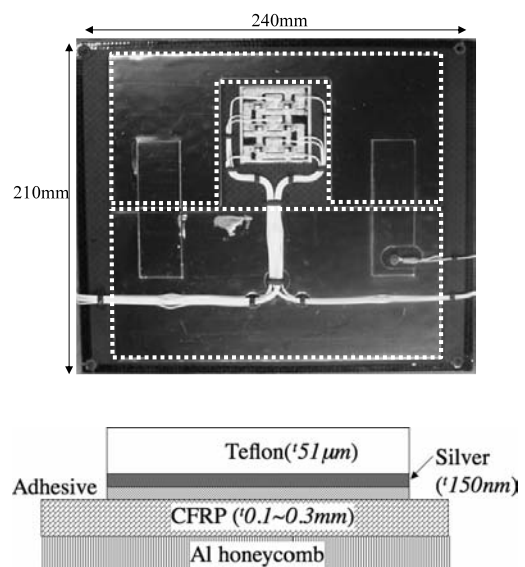 240mm
210mm
Teflon(ᵗ51μm)
Silver
(ᵗ150nm)
Adhesive
CFRP (ᵗ0.1~0.3mm)
Al honeycomb